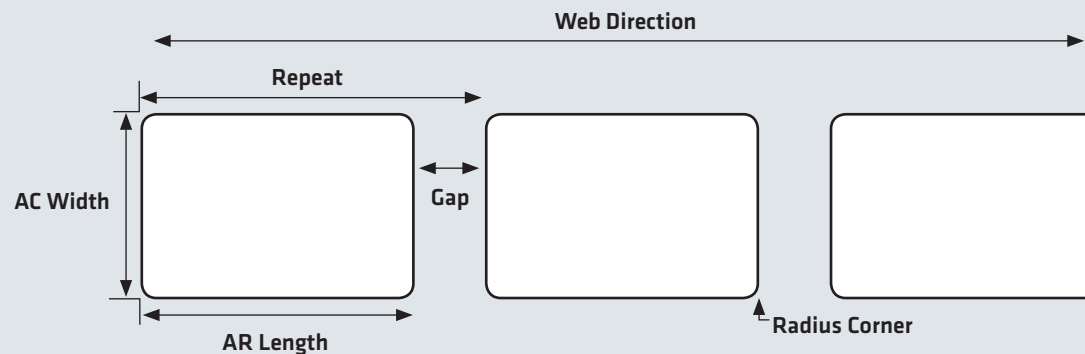 Web Direction
Repeat
AC Width
Gap
AR Length
Radius Corner